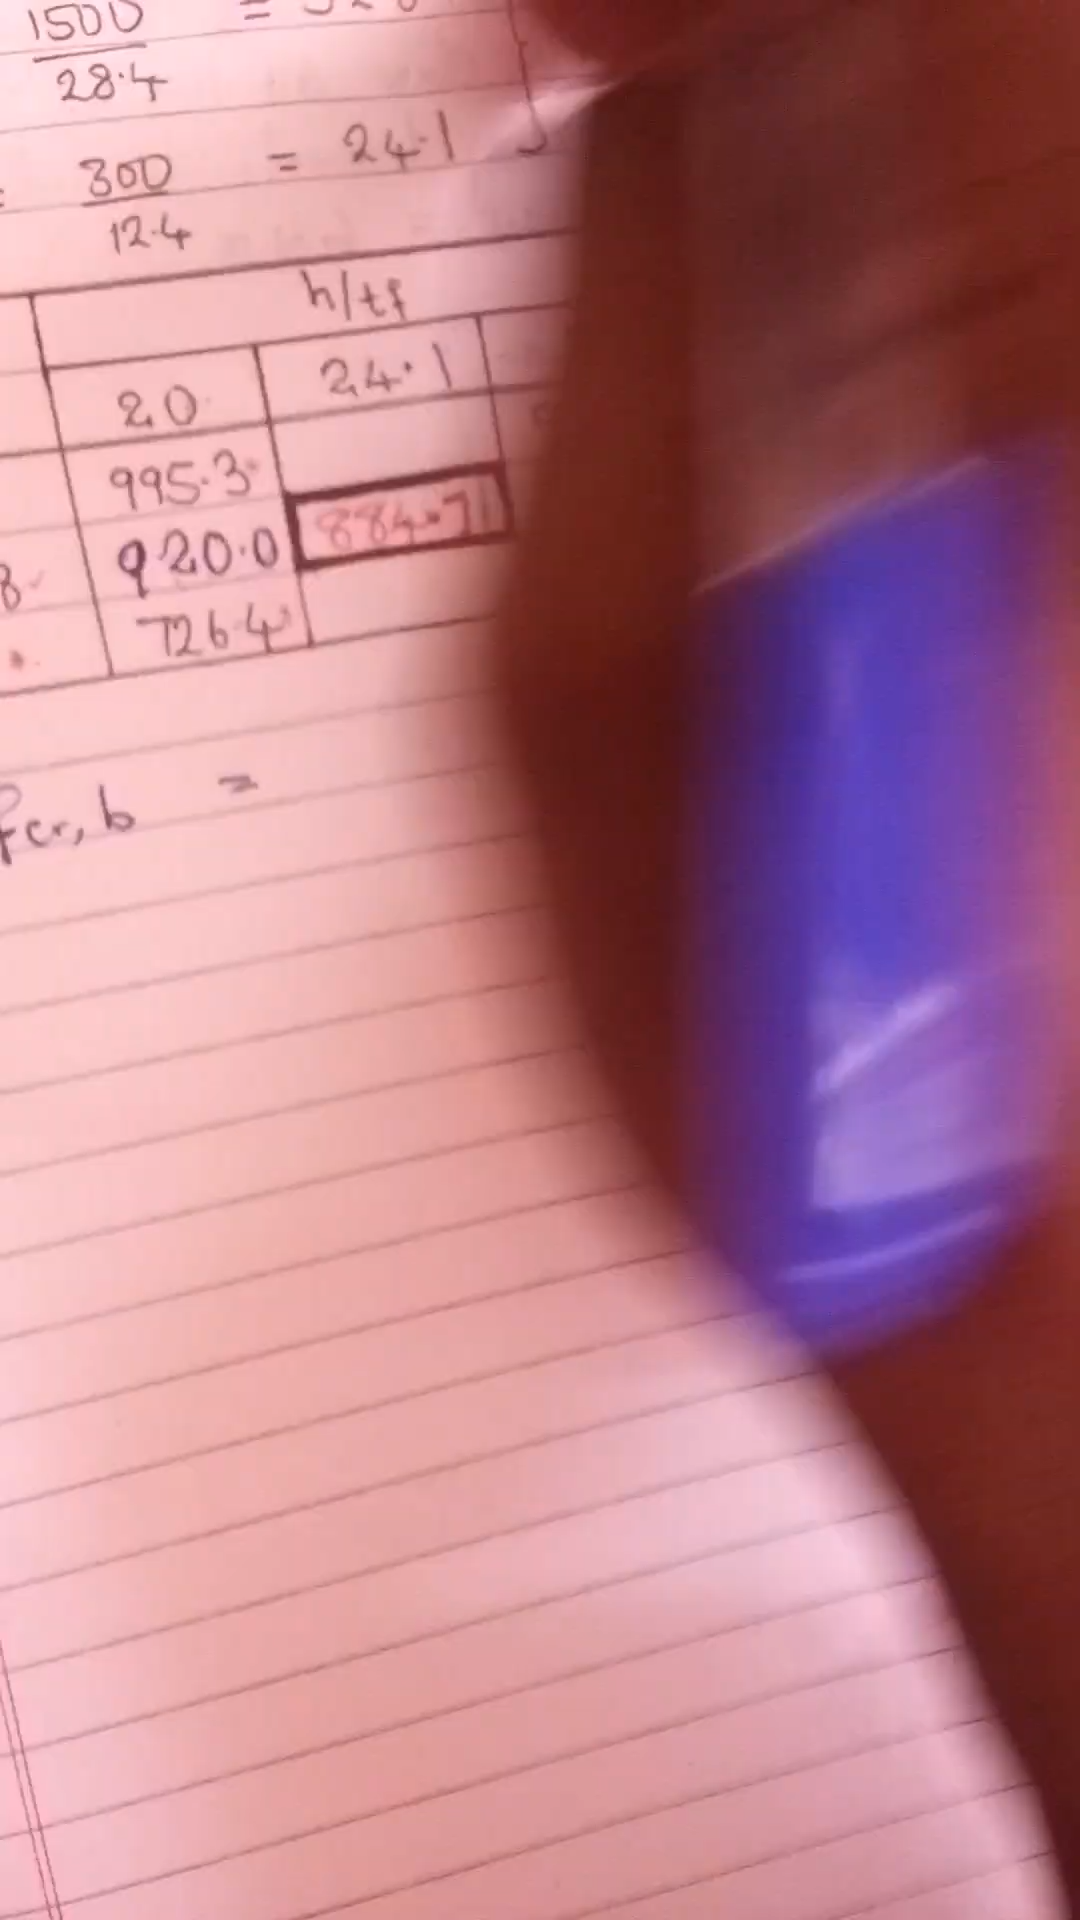 1500
28.4
=
300 = 24.1
12.4
h/tf
20 24.1
995.3
920.0 884.71
726.4
fcr, b =